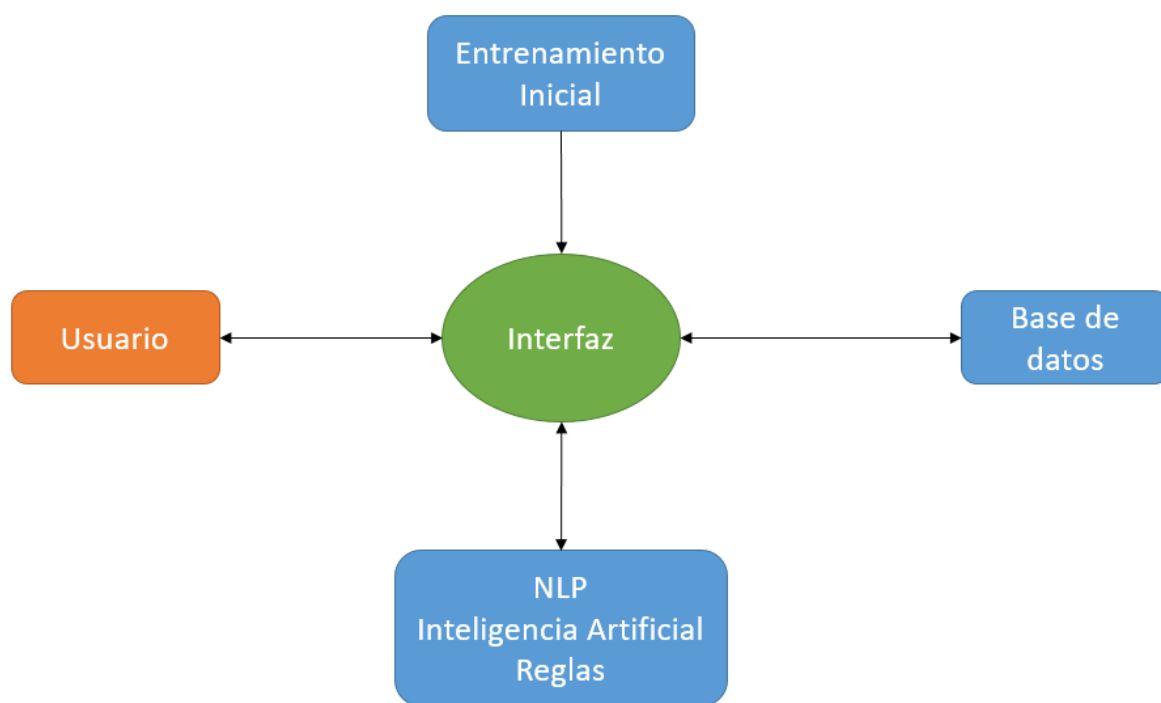 Entrenamiento
Inicial
Usuario
Interfaz
Base de
datos
NLP
Inteligencia Artificial
Reglas